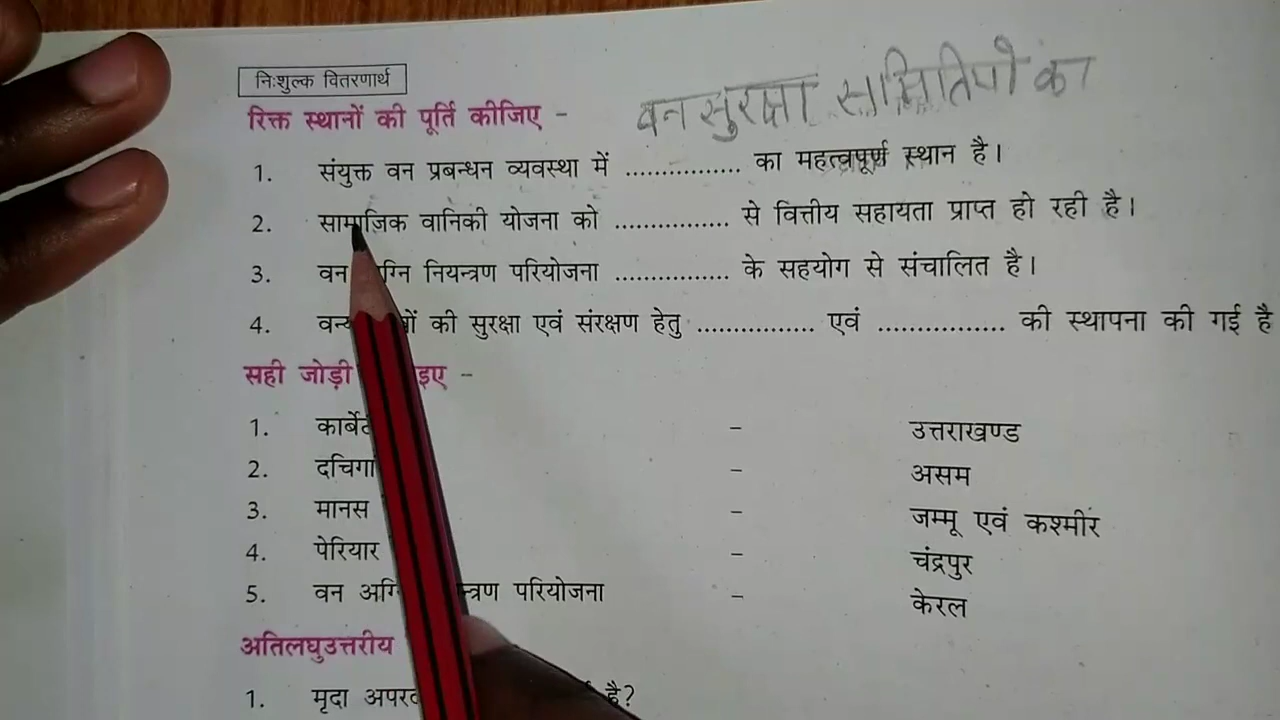 निःशुल्क वितरणार्थ
वन सुरक्षा समितियो का
रिक्त स्थानों की पूर्ति कीजिए -
1. संयुक्त वन प्रबन्धन व्यवस्था में ............... का महत्वपूर्ण स्थान है।
2. सामाजिक वानिकी योजना को ............... से वित्तीय सहायता प्राप्त हो रही है।
3. वन नियन्त्रण परियोजना ............... के सहयोग से संचालित है।
4. की सुरक्षा एवं संरक्षण हेतु ............... एवं ................ की स्थापना की गई है
सही जोड़ी -
1. - उत्तराखण्ड
2. - असम
3. मानस - जम्मू एवं कश्मीर
4. पेरियार - चंद्रपुर
5. वन परियोजना - केरल
अतिलघुउत्तरीय
1. मृदा है?